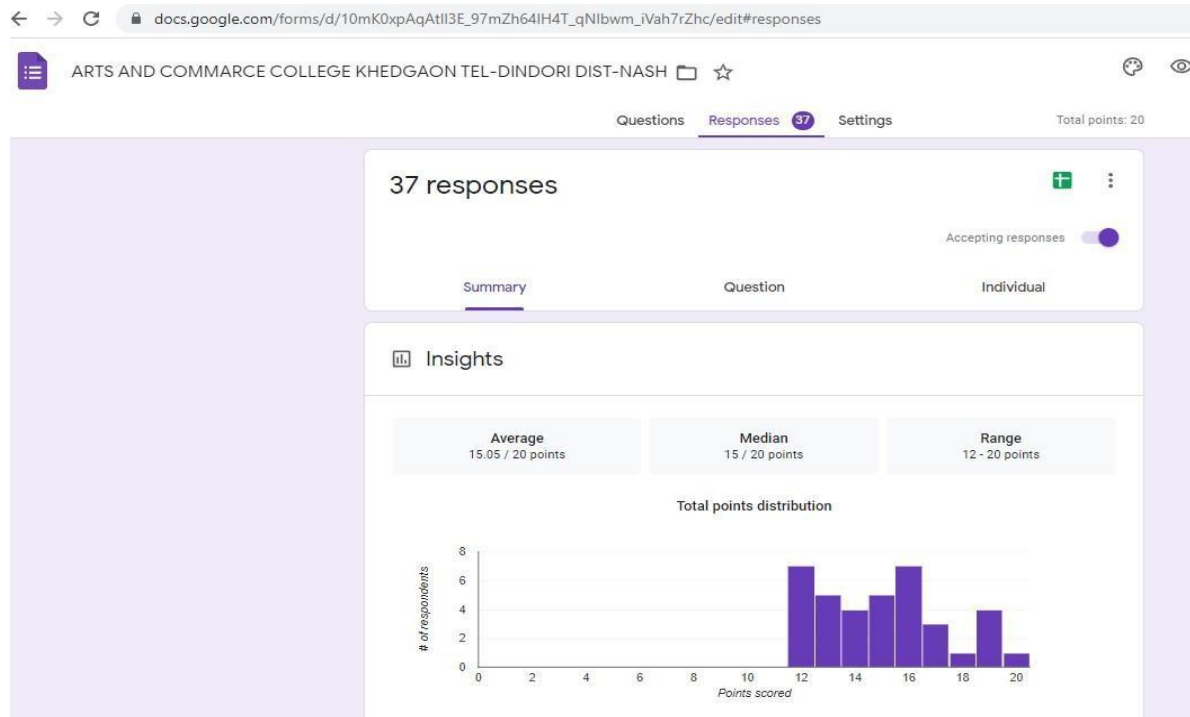 docs.google.com/forms/d/10mK0xpAqAtlI3E_97mZh64IH4T_qNIbwm_iVah7rZhc/edit#responses
ARTS AND COMMARCE COLLEGE KHEDGAON TEL-DINDORI DIST-NASH
Questions Responses 37 Settings Total points: 20
37 responses
Accepting responses
Summary Question Individual
Insights
Average Median Range
15.05 / 20 points 15 / 20 points 12 - 20 points
Total points distribution
# of respondents
8
6
4
2
0
0 2 4 6 8 10 12 14 16 18 20
Points scored